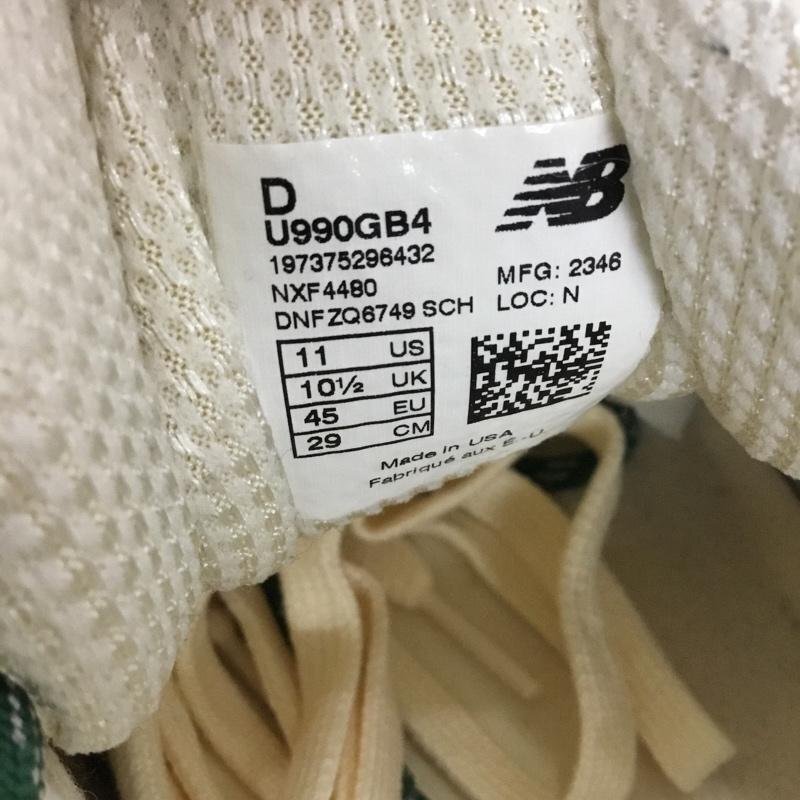 D
U990GB4
197375296432
NXF4480
DNFZQ6749 SCH
NB
MFG: 2346
LOC: N
11 US
10½ UK
45 EU
29 CM
Made in USA
Fabriqué aux É.-U.